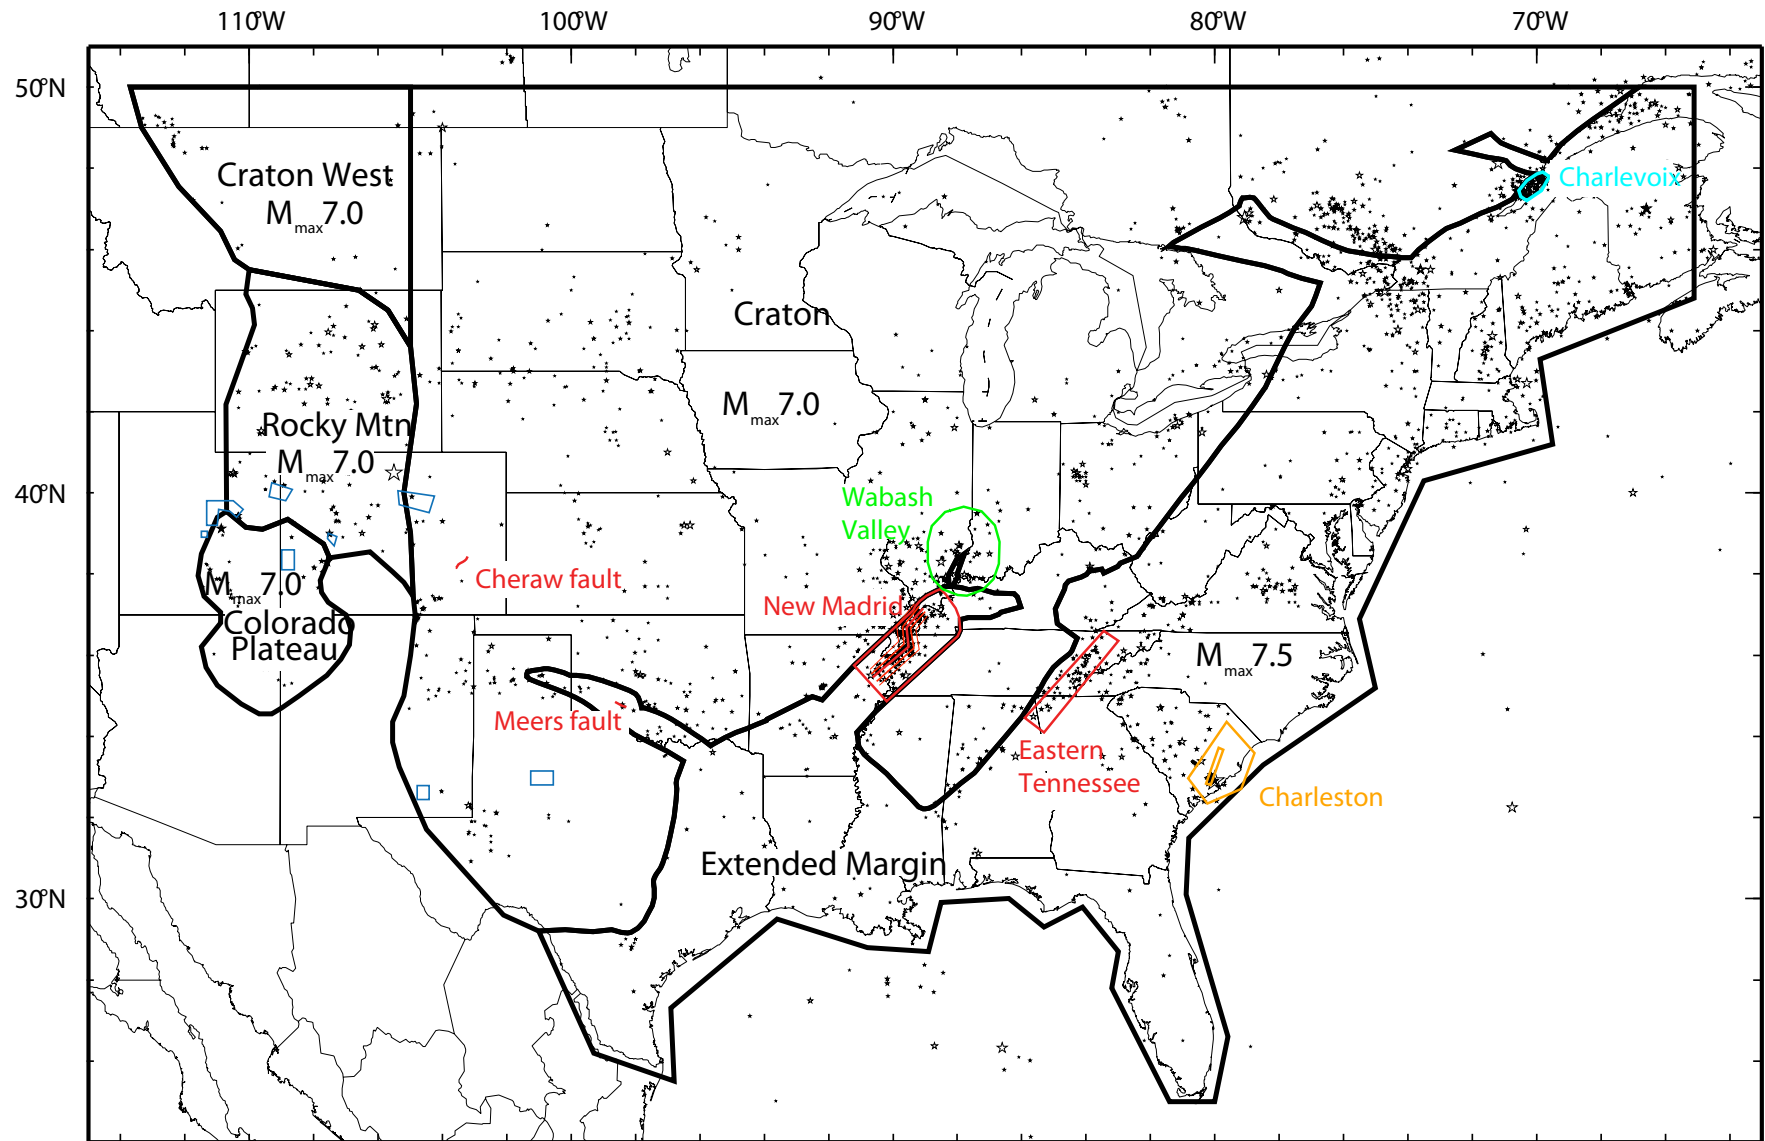 110°W 100°W 90°W 80°W 70°W
50°N
Craton West
Mmax7.0
Charlevoix
Craton
Mmax7.0
Rocky Mtn
Mmax7.0
40°N
Wabash
Valley
Cheraw fault
Mmax7.0
Colorado
Plateau
New Madrid
Mmax7.5
Meers fault
Eastern
Tennessee
Charleston
Extended Margin
30°N